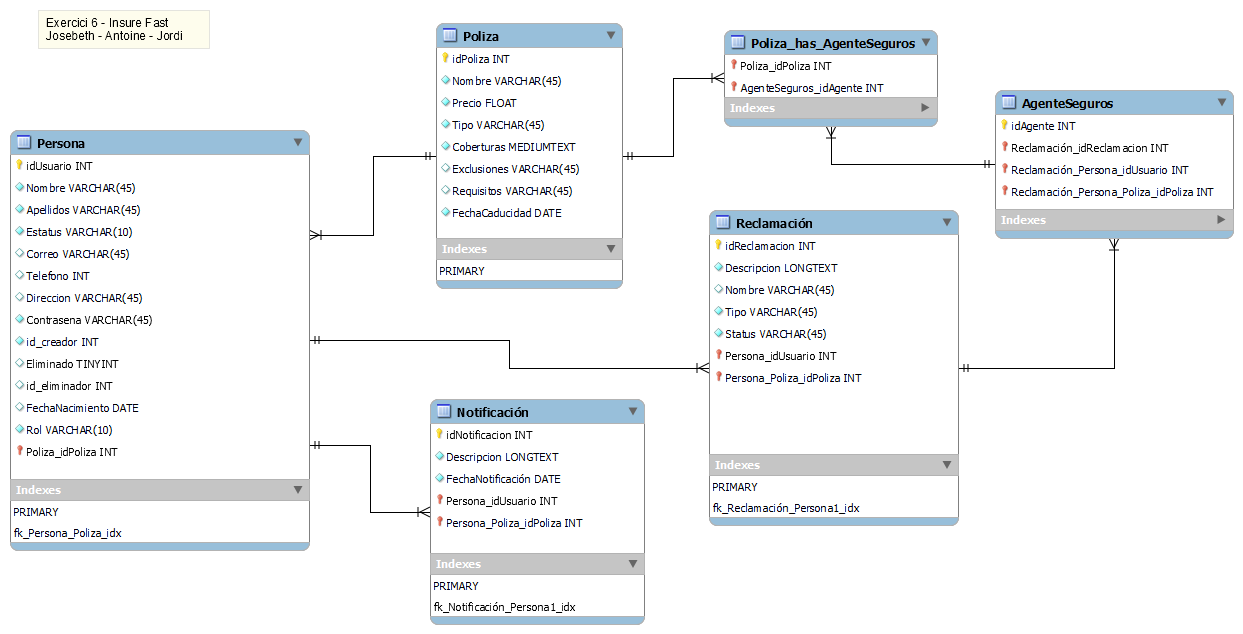 Exercici 6 - Insure Fast
Josebeth - Antoine - Jordi
Persona
idUsuario INT
Nombre VARCHAR(45)
Apellidos VARCHAR(45)
Estatus VARCHAR(10)
Correo VARCHAR(45)
Telefono INT
Direccion VARCHAR(45)
Contrasena VARCHAR(45)
id_creador INT
Eliminado TINYINT
id_eliminador INT
FechaNacimiento DATE
Rol VARCHAR(10)
Poliza_idPoliza INT
Indexes
PRIMARY
fk_Persona_Poliza_idx
Poliza
idPoliza INT
Nombre VARCHAR(45)
Precio FLOAT
Tipo VARCHAR(45)
Coberturas MEDIUMTEXT
Exclusiones VARCHAR(45)
Requisitos VARCHAR(45)
FechaCaducidad DATE
Indexes
PRIMARY
Notificación
idNotificacion INT
Descripcion LONGTEXT
FechaNotificación DATE
Persona_idUsuario INT
Persona_Poliza_idPoliza INT
Indexes
PRIMARY
fk_Notificación_Persona1_idx
Poliza_has_AgenteSeguros
Poliza_idPoliza INT
AgenteSeguros_idAgente INT
Indexes
Reclamación
idReclamacion INT
Descripcion LONGTEXT
Nombre VARCHAR(45)
Tipo VARCHAR(45)
Status VARCHAR(45)
Persona_idUsuario INT
Persona_Poliza_idPoliza INT
Indexes
PRIMARY
fk_Reclamación_Persona1_idx
AgenteSeguros
idAgente INT
Reclamación_idReclamacion INT
Reclamación_Persona_idUsuario INT
Reclamación_Persona_Poliza_idPoliza INT
Indexes